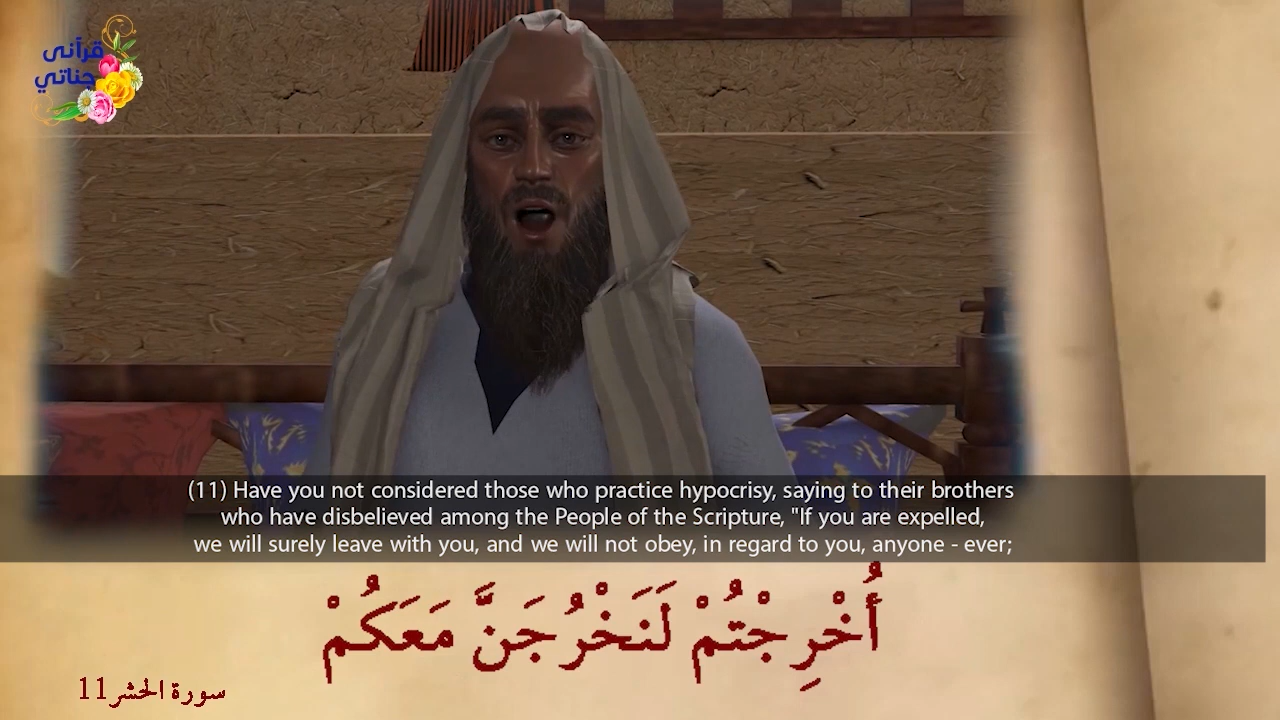 قرآنى
جناتي
(11) Have you not considered those who practice hypocrisy, saying to their brothers
who have disbelieved among the People of the Scripture, "If you are expelled,
we will surely leave with you, and we will not obey, in regard to you, anyone - ever;
أُخْرِجْتُمْ لَنَخْرُجَنَّ مَعَكُمْ
سورة الحشر11